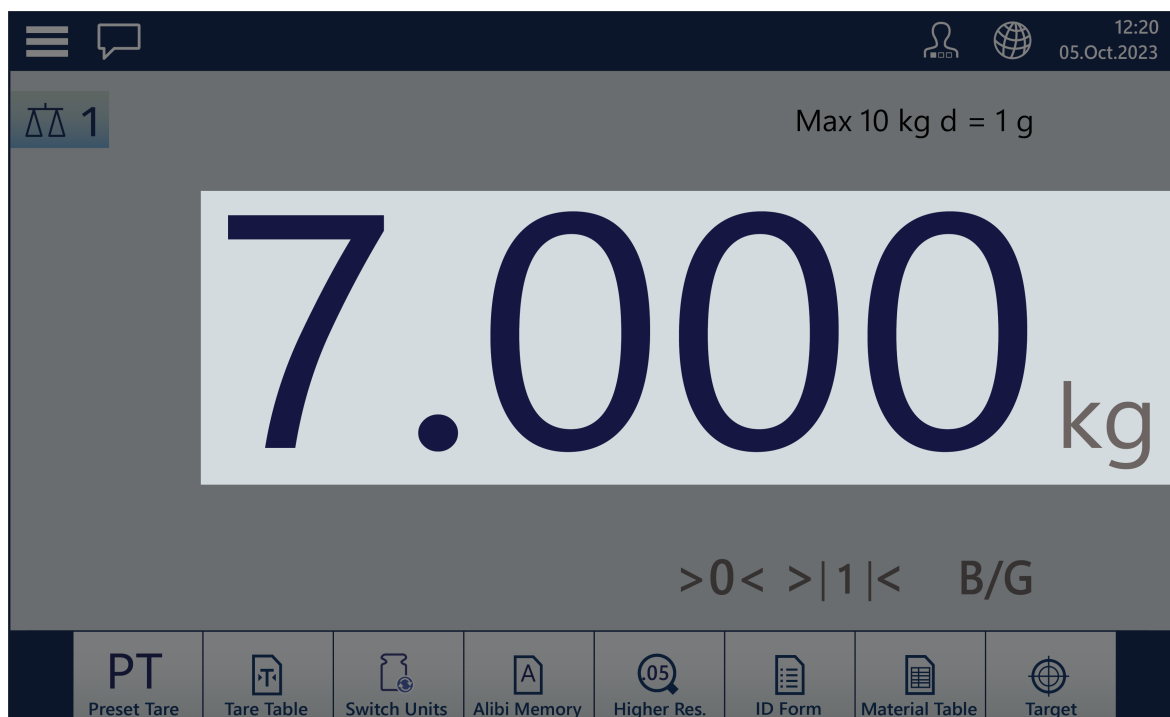 12:20
05.Oct.2023
1
Max 10 kg d = 1 g
7.000 kg
>0< >|1|< B/G
PT
Preset Tare
T
Tare Table
Switch Units
A
Alibi Memory
.05
Higher Res.
ID Form
Material Table
Target